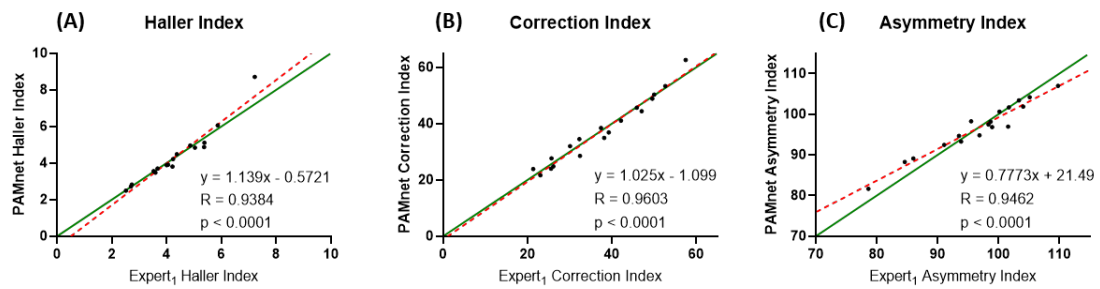 (A) Haller Index
PAMnet Haller Index
10
8
6
4
2
0
y = 1.139x - 0.5721
R = 0.9384
p < 0.0001
0 2 4 6 8 10
Expert1 Haller Index
(B) Correction Index
PAMnet Correction Index
60
40
20
0
y = 1.025x - 1.099
R = 0.9603
p < 0.0001
0 20 40 60
Expert1 Correction Index
(C) Asymmetry Index
PAMnet Asymmetry Index
110
100
90
80
70
y = 0.7773x + 21.49
R = 0.9462
p < 0.0001
70 80 90 100 110
Expert1 Asymmetry Index